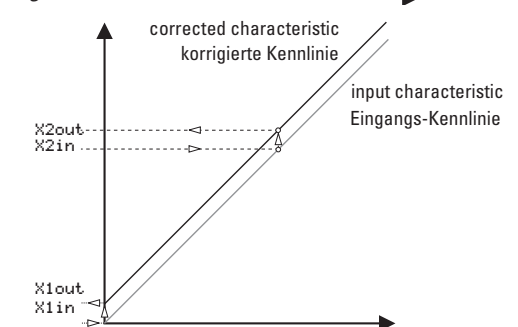 corrected characteristic
korrigierte Kennlinie
input characteristic
Eingangs-Kennlinie
X2out
X2in
X1out
X1in